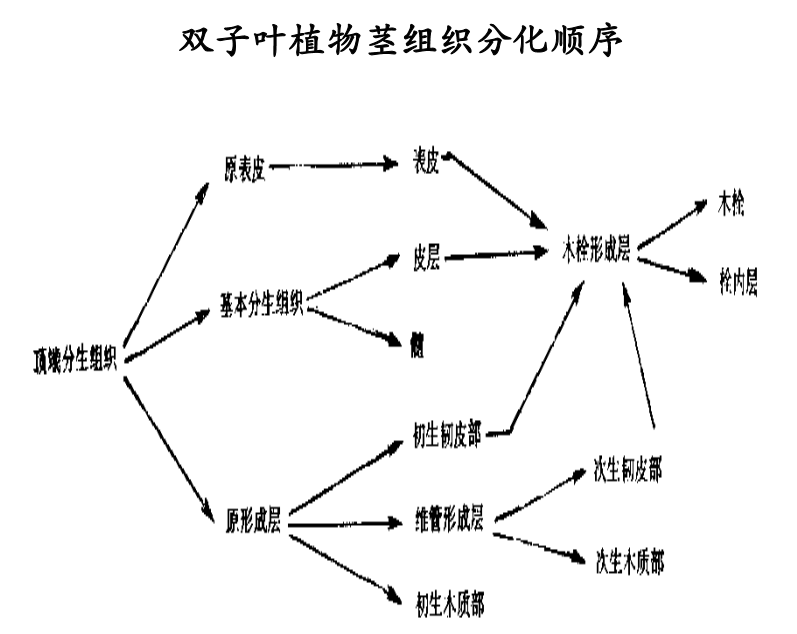 双子叶植物茎组织分化顺序
原表皮
表皮
木栓
皮层
木栓形成层
栓内层
基本分生组织
髓
顶端分生组织
初生韧皮部
次生韧皮部
原形成层
维管形成层
次生木质部
初生木质部